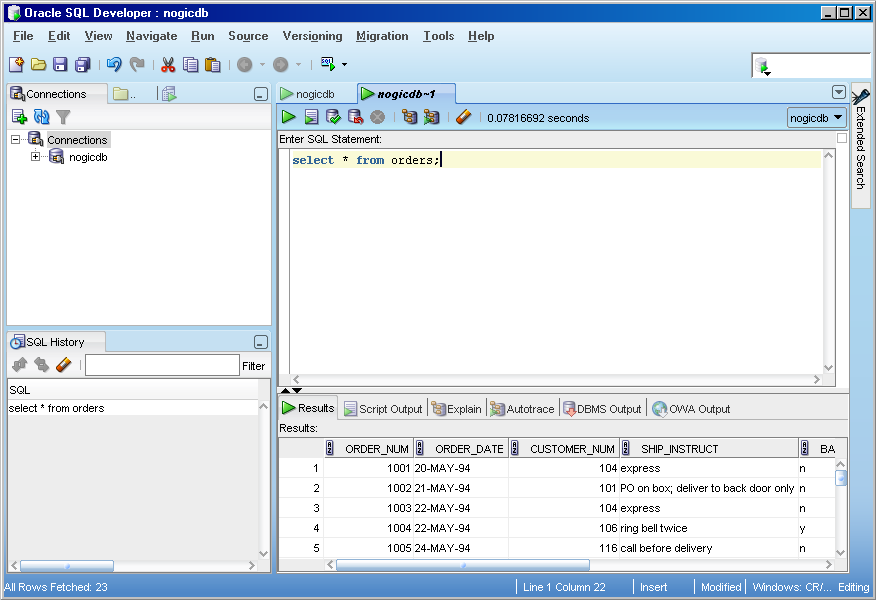 Oracle SQL Developer : nogicdb
File Edit View Navigate Run Source Versioning Migration Tools Help
Connections
..
Connections
nogicdb
SQL History
Filter
SQL
select * from orders
nogicdb
nogicdb~1
0.07816692 seconds
nogicdb
Enter SQL Statement:
select * from orders;
Extended Search
Results Script Output Explain Autotrace DBMS Output OWA Output
Results:
ORDER_NUM ORDER_DATE CUSTOMER_NUM SHIP_INSTRUCT BA
1 1001 20-MAY-94 104 express n
2 1002 21-MAY-94 101 PO on box; deliver to back door only n
3 1003 22-MAY-94 104 express n
4 1004 22-MAY-94 106 ring bell twice y
5 1005 24-MAY-94 116 call before delivery n
All Rows Fetched: 23
Line 1 Column 22 Insert Modified Windows: CR/... Editing